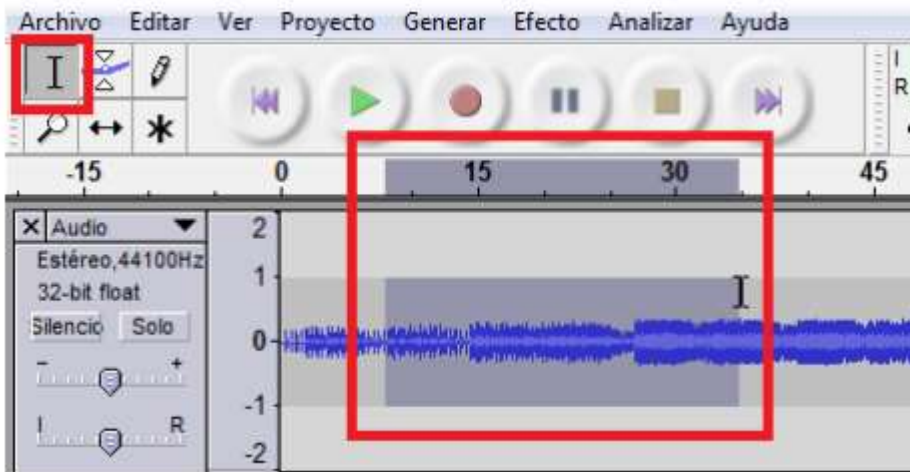 Archivo Editar Ver Proyecto Generar Efecto Analizar Ayuda
I
R
-15 0 15 30 45
X Audio
Estéreo,44100Hz
32-bit float
Silencio Solo
- +
I R
2
1
0
-1
-2